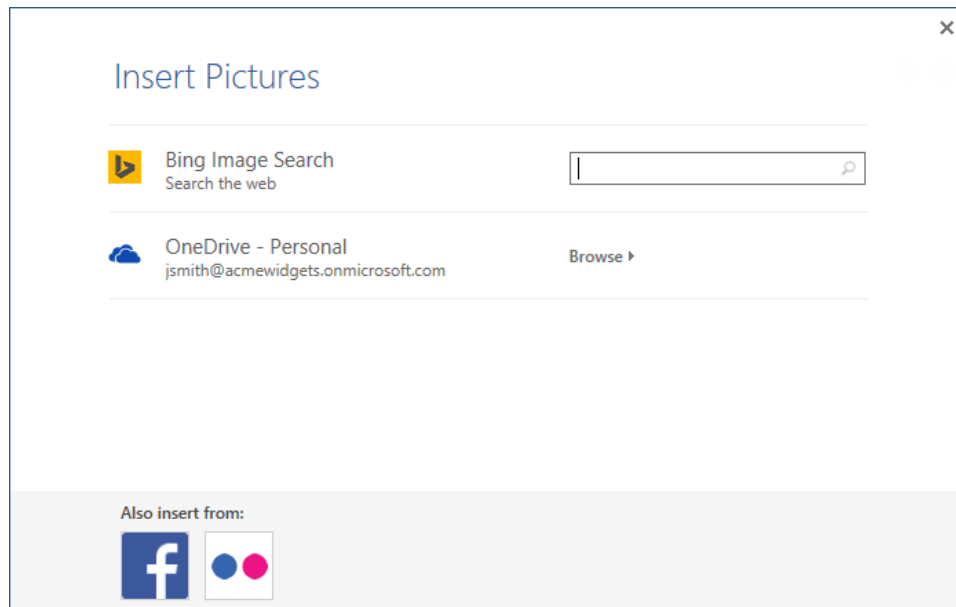 Insert Pictures
Bing Image Search
Search the web
OneDrive - Personal
jsmith@acmewidgets.onmicrosoft.com
Browse
Also insert from: